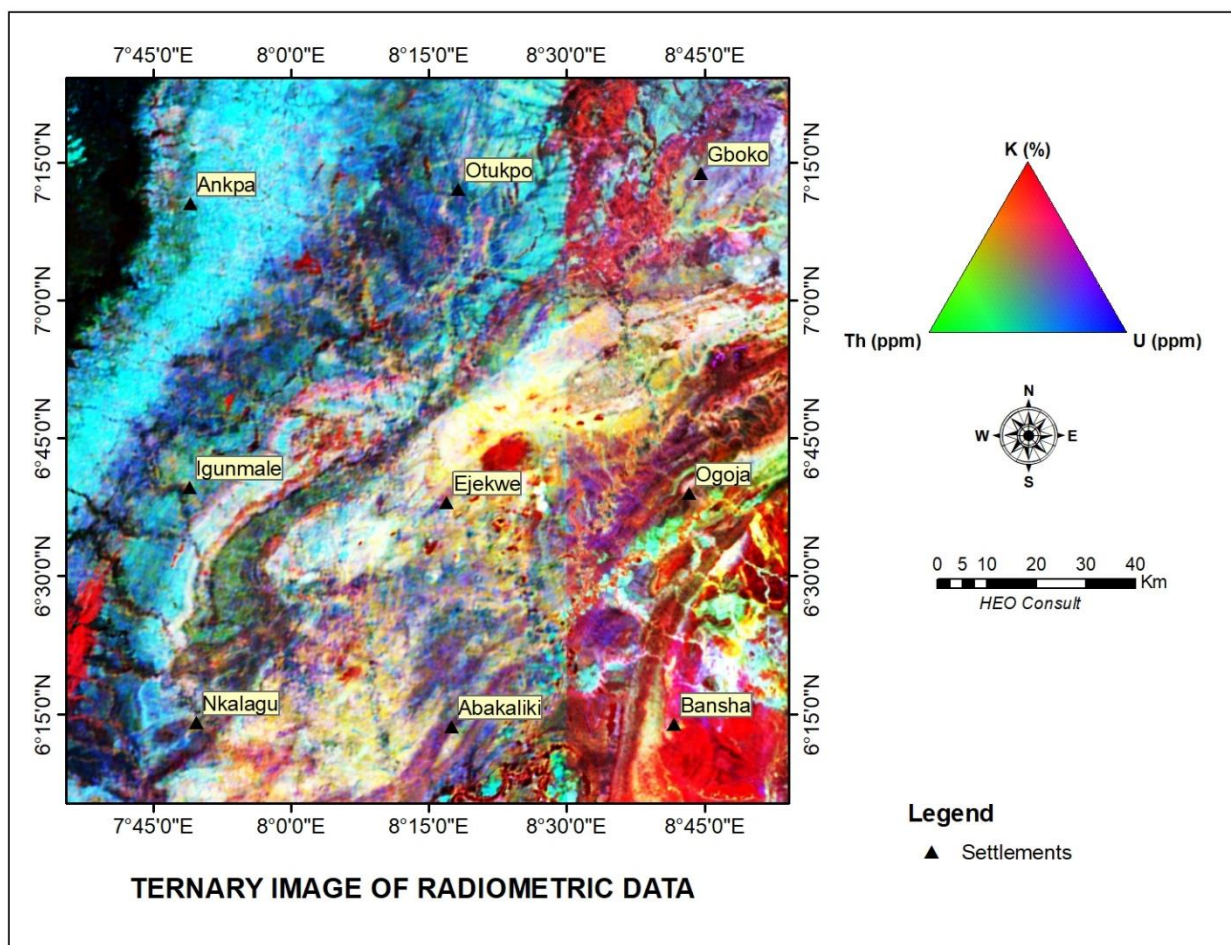 7°45'0"E 8°0'0"E 8°15'0"E 8°30'0"E 8°45'0"E
7°15'0"N
7°0'0"N
6°45'0"N
6°30'0"N
6°15'0"N
7°15'0"N
7°0'0"N
6°45'0"N
6°30'0"N
6°15'0"N
Ankpa
Otukpo
Gboko
Igunmale
Ejekwe
Ogoja
Nkalagu
Abakaliki
Bansha
7°45'0"E 8°0'0"E 8°15'0"E 8°30'0"E 8°45'0"E
TERNARY IMAGE OF RADIOMETRIC DATA
K (%)
Th (ppm) U (ppm)
N
W E
S
0 5 10 20 30 40
Km
HEO Consult
Legend
Settlements